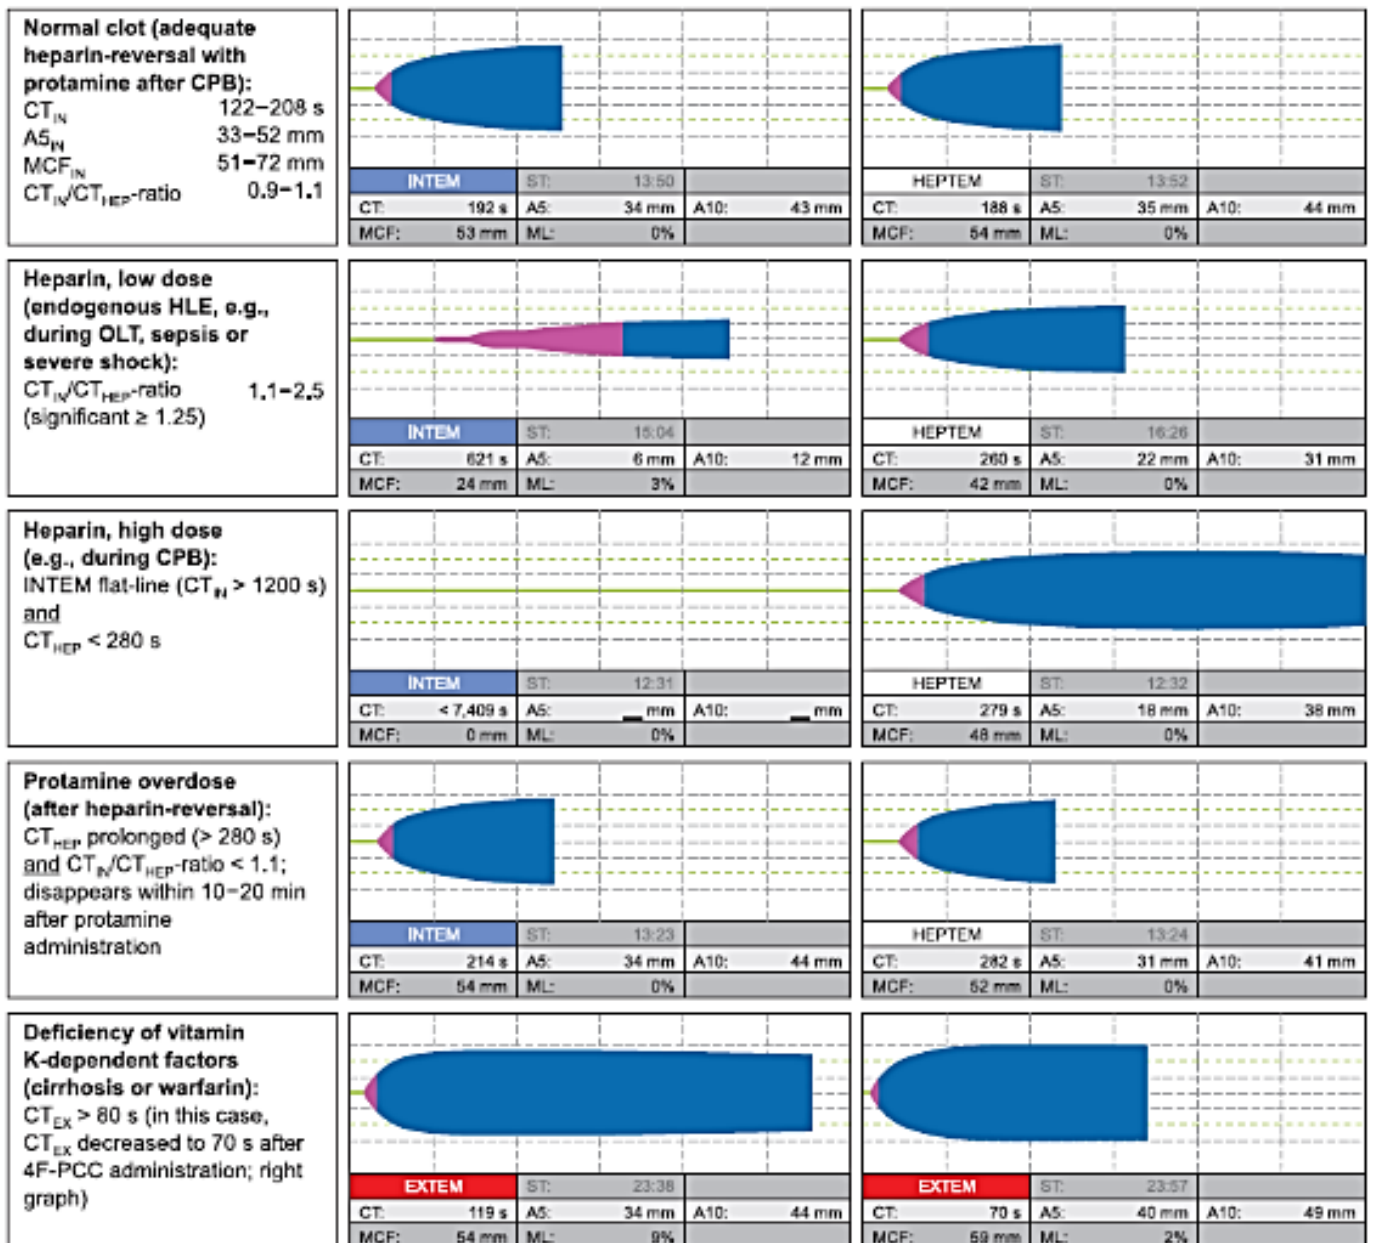 Normal clot (adequate
heparin-reversal with
protamine after CPB):
CT_IN 122–208 s
A5_IN 33–52 mm
MCF_IN 51–72 mm
CT_IN/CT_HEP-ratio 0.9–1.1
INTEM ST: 13:50
CT: 192 s A5: 34 mm A10: 43 mm
MCF: 53 mm ML: 0%
HEPTEM ST: 13:52
CT: 188 s A5: 35 mm A10: 44 mm
MCF: 54 mm ML: 0%
Heparin, low dose
(endogenous HLE, e.g.,
during OLT, sepsis or
severe shock):
CT_IN/CT_HEP-ratio 1.1–2.5
(significant ≥ 1.25)
INTEM ST: 15:04
CT: 621 s A5: 6 mm A10: 12 mm
MCF: 24 mm ML: 3%
HEPTEM ST: 16:26
CT: 260 s A5: 22 mm A10: 31 mm
MCF: 42 mm ML: 0%
Heparin, high dose
(e.g., during CPB):
INTEM flat-line (CT_IN > 1200 s)
and
CT_HEP < 280 s
INTEM ST: 12:31
CT: < 7,409 s A5: __ mm A10: __ mm
MCF: 0 mm ML: 0%
HEPTEM ST: 12:32
CT: 279 s A5: 18 mm A10: 38 mm
MCF: 48 mm ML: 0%
Protamine overdose
(after heparin-reversal):
CT_HEP prolonged (> 280 s)
and CT_IN/CT_HEP-ratio < 1.1;
disappears within 10–20 min
after protamine
administration
INTEM ST: 13:23
CT: 214 s A5: 34 mm A10: 44 mm
MCF: 54 mm ML: 0%
HEPTEM ST: 13:24
CT: 282 s A5: 31 mm A10: 41 mm
MCF: 52 mm ML: 0%
Deficiency of vitamin
K-dependent factors
(cirrhosis or warfarin):
CT_EX > 80 s (in this case,
CT_EX decreased to 70 s after
4F-PCC administration; right
graph)
EXTEM ST: 23:38
CT: 119 s A5: 34 mm A10: 44 mm
MCF: 54 mm ML: 9%
EXTEM ST: 23:57
CT: 70 s A5: 40 mm A10: 49 mm
MCF: 59 mm ML: 2%